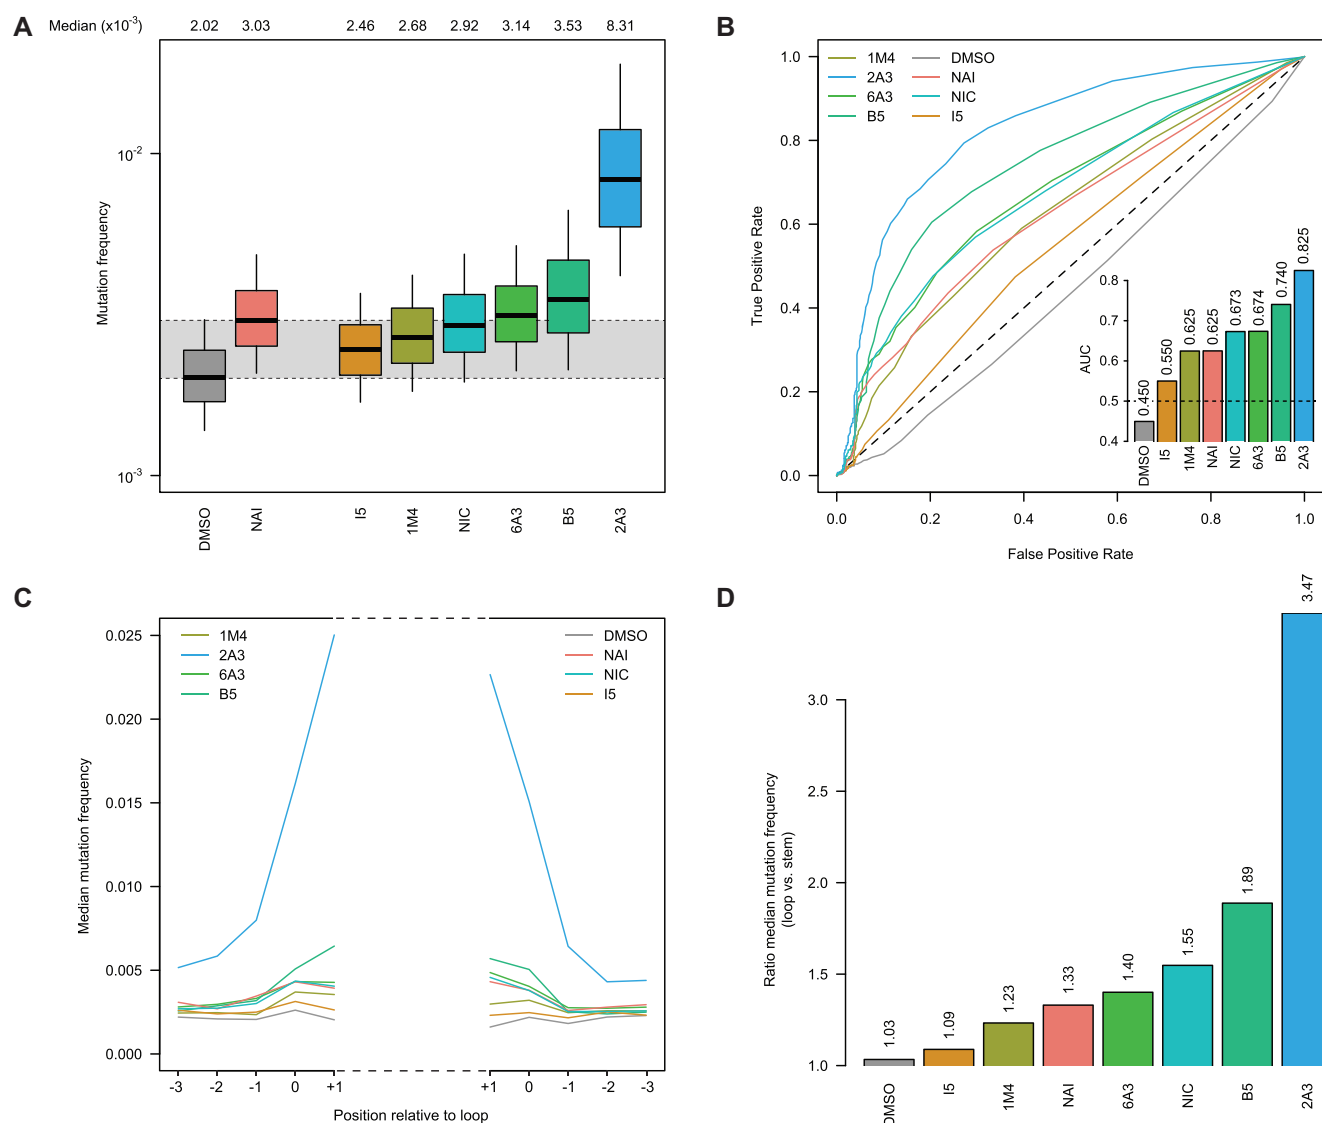 A
Median (x10-3) 2.02 3.03 2.46 2.68 2.92 3.14 3.53 8.31
Mutation frequency
10-2
10-3
DMSO NAI I5 1M4 NIC 6A3 B5 2A3
B
True Positive Rate
1.0
0.8
0.6
0.4
0.2
0.0
1M4 DMSO
2A3 NAI
6A3 NIC
B5 I5
AUC
0.8
0.7
0.6
0.5
0.4
0.450 0.550 0.625 0.625 0.673 0.674 0.740 0.825
DMSO I5 1M4 NAI NIC 6A3 B5 2A3
0.0 0.2 0.4 0.6 0.8 1.0
False Positive Rate
C
Median mutation frequency
0.025
0.020
0.015
0.010
0.005
0.000
1M4 DMSO
2A3 NAI
6A3 NIC
B5 I5
-3 -2 -1 0 +1 +1 0 -1 -2 -3
Position relative to loop
D
Ratio median mutation frequency
(loop vs. stem)
3.0
2.5
2.0
1.5
1.0
1.03 1.09 1.23 1.33 1.40 1.55 1.89 3.47
DMSO I5 1M4 NAI 6A3 NIC B5 2A3